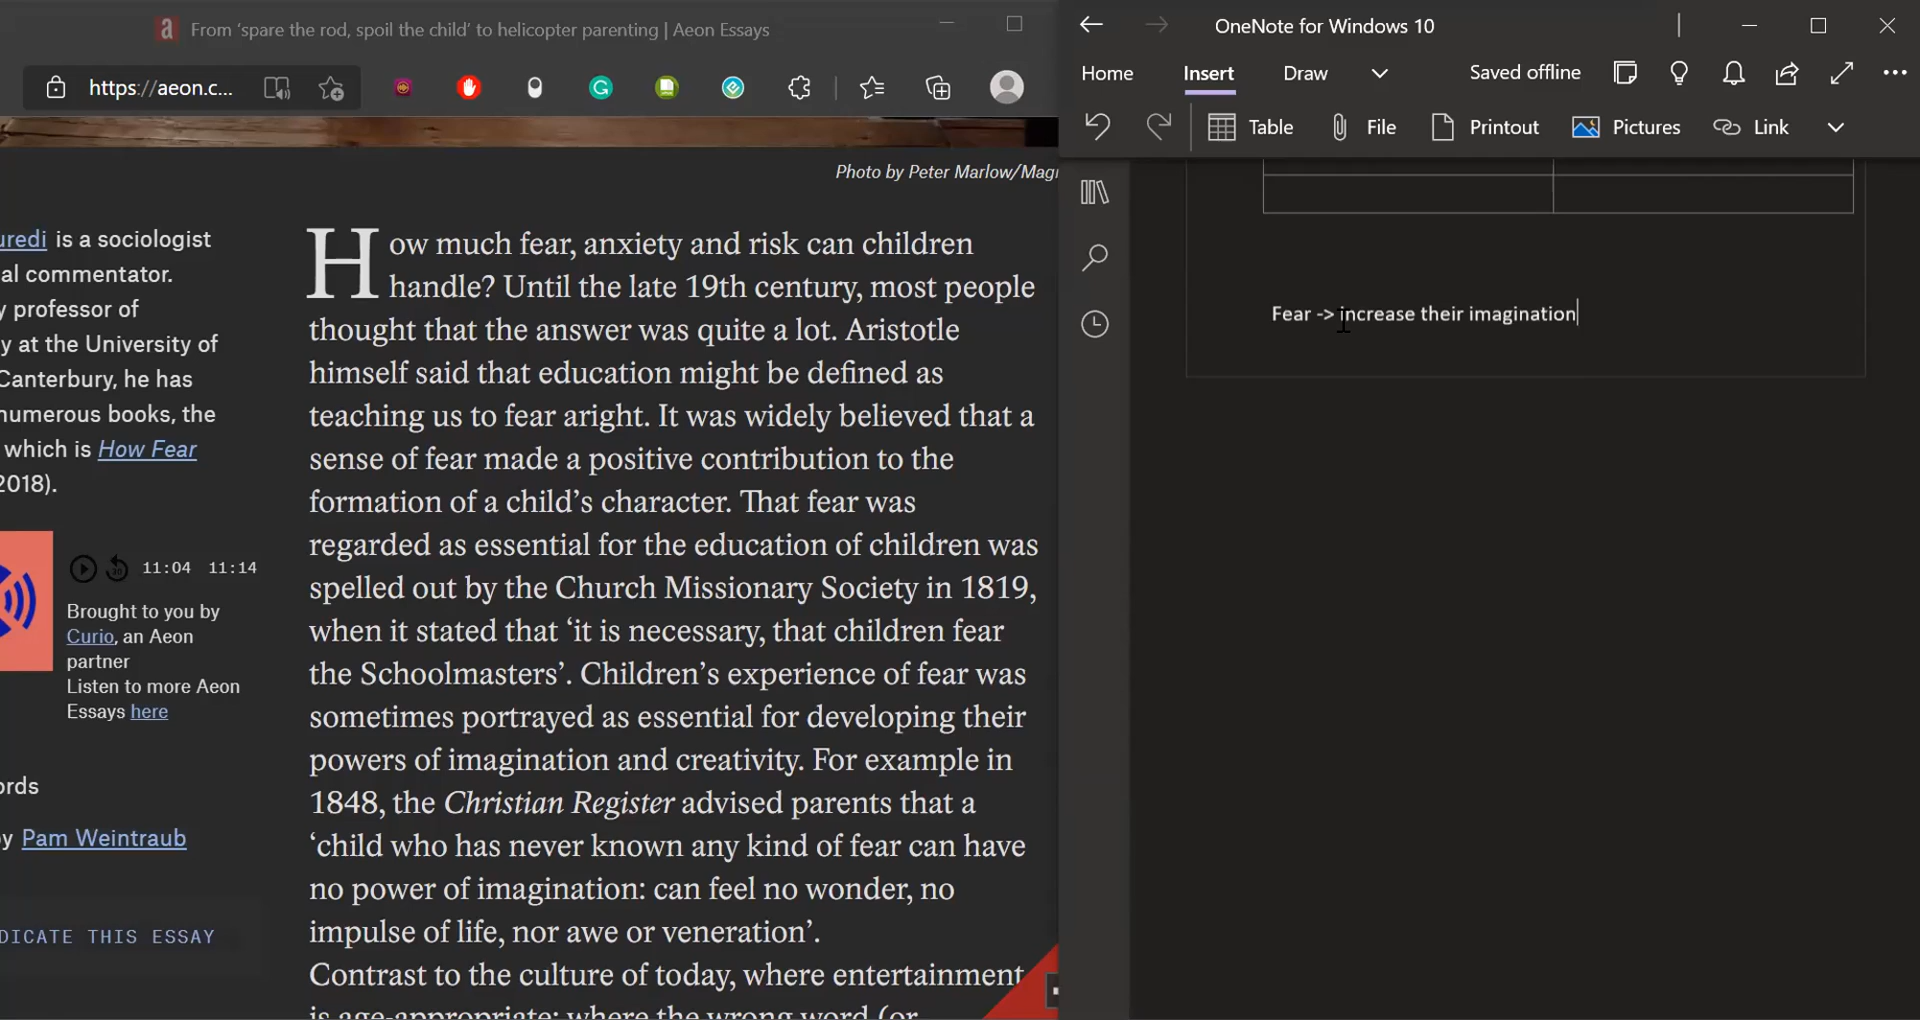 From ‘spare the rod, spoil the child’ to helicopter parenting | Aeon Essays
https://aeon.c...
Photo by Peter Marlow/Magn
uredi is a sociologist
al commentator.
y professor of
y at the University of
Canterbury, he has
numerous books, the
which is How Fear
2018).
11:04 11:14
Brought to you by
Curio, an Aeon
partner
Listen to more Aeon
Essays here
ords
by Pam Weintraub
DICATE THIS ESSAY
How much fear, anxiety and risk can children
handle? Until the late 19th century, most people
thought that the answer was quite a lot. Aristotle
himself said that education might be defined as
teaching us to fear aright. It was widely believed that a
sense of fear made a positive contribution to the
formation of a child’s character. That fear was
regarded as essential for the education of children was
spelled out by the Church Missionary Society in 1819,
when it stated that ‘it is necessary, that children fear
the Schoolmasters’. Children’s experience of fear was
sometimes portrayed as essential for developing their
powers of imagination and creativity. For example in
1848, the Christian Register advised parents that a
‘child who has never known any kind of fear can have
no power of imagination: can feel no wonder, no
impulse of life, nor awe or veneration’.
Contrast to the culture of today, where entertainment
is age-appropriate; where the wrong word (or
OneNote for Windows 10
Home Insert Draw Saved offline
Table File Printout Pictures Link
Fear -> increase their imagination